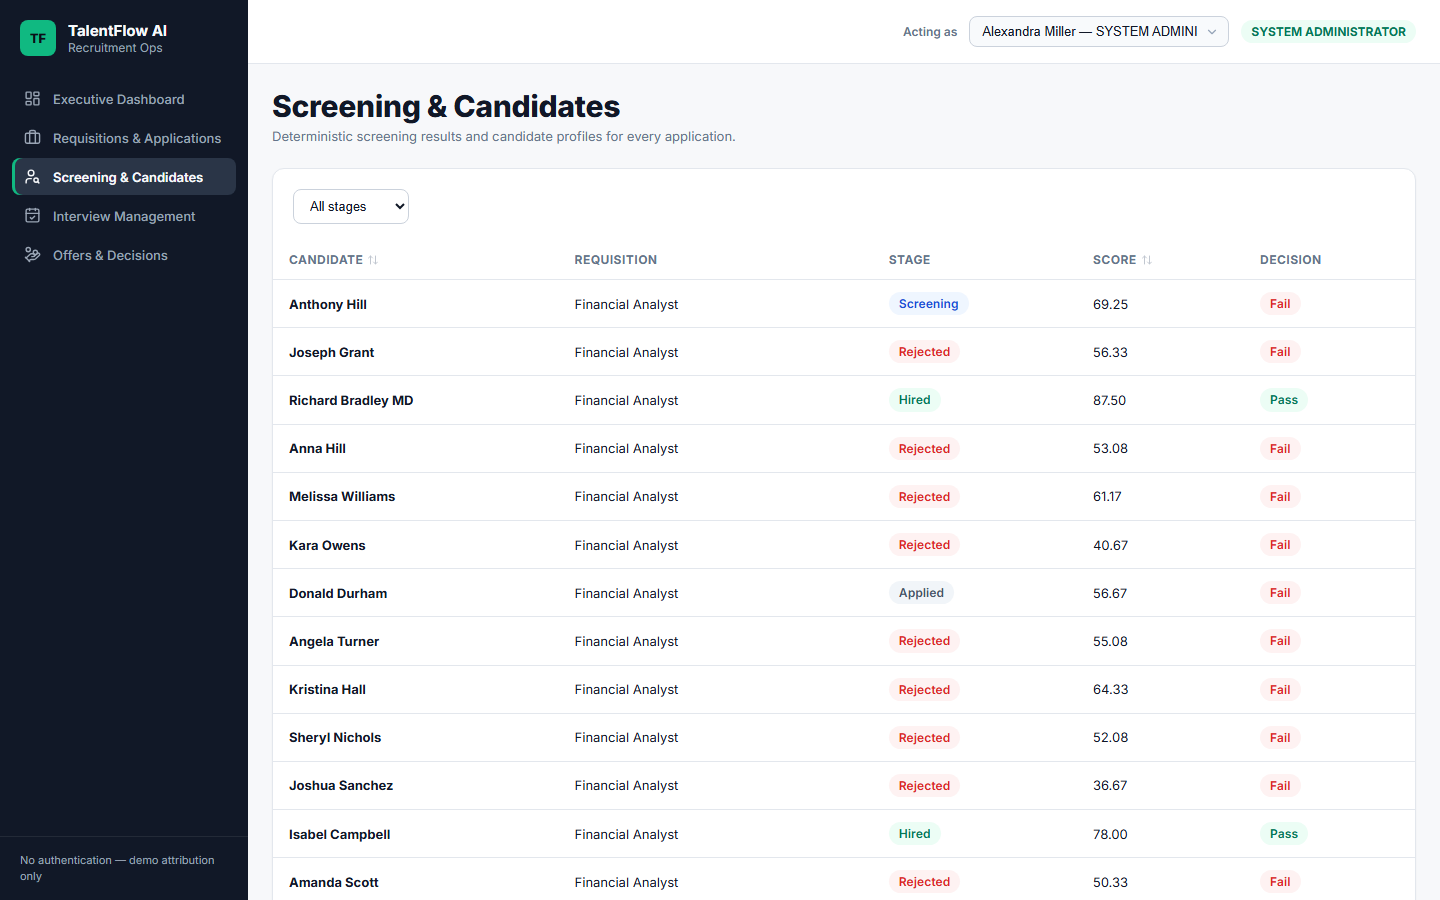 TF
TalentFlow AI
Recruitment Ops
Executive Dashboard
Requisitions & Applications
Screening & Candidates
Interview Management
Offers & Decisions
No authentication — demo attribution
only
Acting as
Alexandra Miller — SYSTEM ADMINI
SYSTEM ADMINISTRATOR
Screening & Candidates
Deterministic screening results and candidate profiles for every application.
All stages
CANDIDATE REQUISITION STAGE SCORE DECISION
Anthony Hill Financial Analyst Screening 69.25 Fail
Joseph Grant Financial Analyst Rejected 56.33 Fail
Richard Bradley MD Financial Analyst Hired 87.50 Pass
Anna Hill Financial Analyst Rejected 53.08 Fail
Melissa Williams Financial Analyst Rejected 61.17 Fail
Kara Owens Financial Analyst Rejected 40.67 Fail
Donald Durham Financial Analyst Applied 56.67 Fail
Angela Turner Financial Analyst Rejected 55.08 Fail
Kristina Hall Financial Analyst Rejected 64.33 Fail
Sheryl Nichols Financial Analyst Rejected 52.08 Fail
Joshua Sanchez Financial Analyst Rejected 36.67 Fail
Isabel Campbell Financial Analyst Hired 78.00 Pass
Amanda Scott Financial Analyst Rejected 50.33 Fail